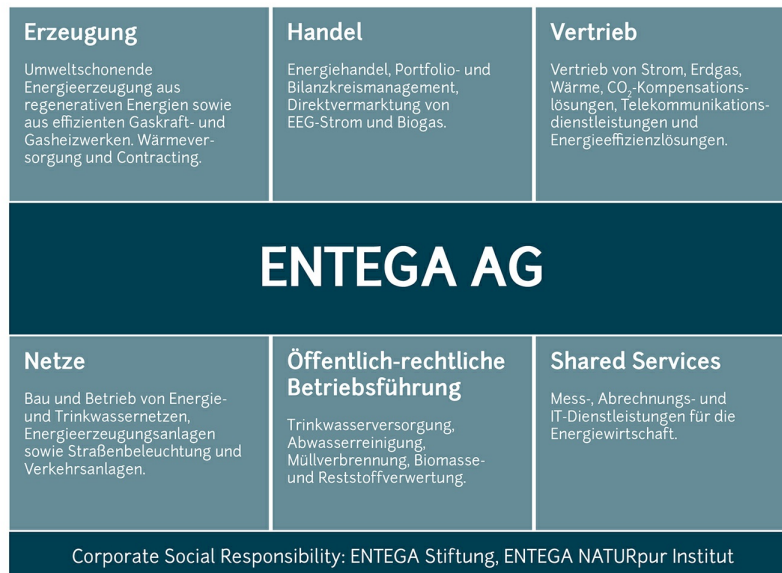 Erzeugung
Umweltschonende
Energieerzeugung aus
regenerativen Energien sowie
aus effizienten Gaskraft- und
Gasheizwerken. Wärmever-
sorgung und Contracting.
Handel
Energiehandel, Portfolio- und
Bilanzkreismanagement,
Direktvermarktung von
EEG-Strom und Biogas.
Vertrieb
Vertrieb von Strom, Erdgas,
Wärme, CO₂-Kompensations-
lösungen, Telekommunikations-
dienstleistungen und
Energieeffizienzlösungen.
ENTEGA AG
Netze
Bau und Betrieb von Energie-
und Trinkwassernetzen,
Energieerzeugungsanlagen
sowie Straßenbeleuchtung und
Verkehrsanlagen.
Öffentlich-rechtliche
Betriebsführung
Trinkwasserversorgung,
Abwasserreinigung,
Müllverbrennung, Biomasse-
und Reststoffverwertung.
Shared Services
Mess-, Abrechnungs- und
IT-Dienstleistungen für die
Energiewirtschaft.
Corporate Social Responsibility: ENTEGA Stiftung, ENTEGA NATURpur Institut